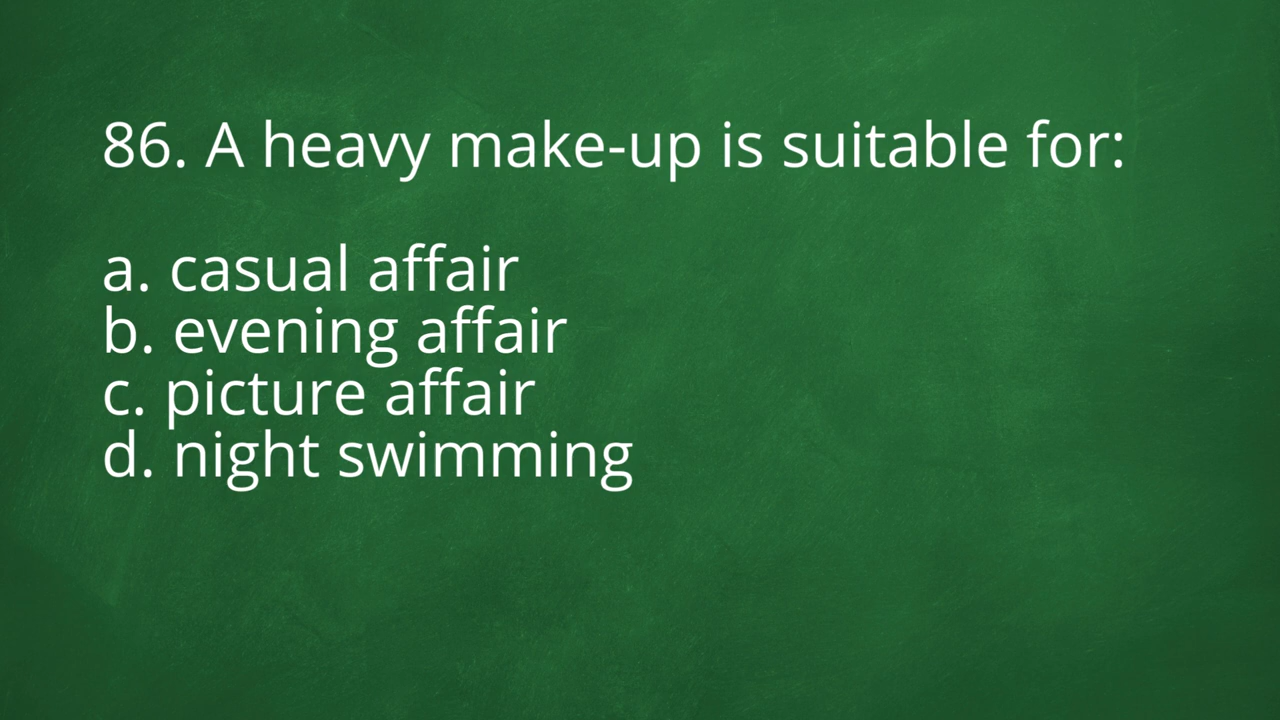 86. A heavy make-up is suitable for:
a. casual affair
b. evening affair
c. picture affair
d. night swimming